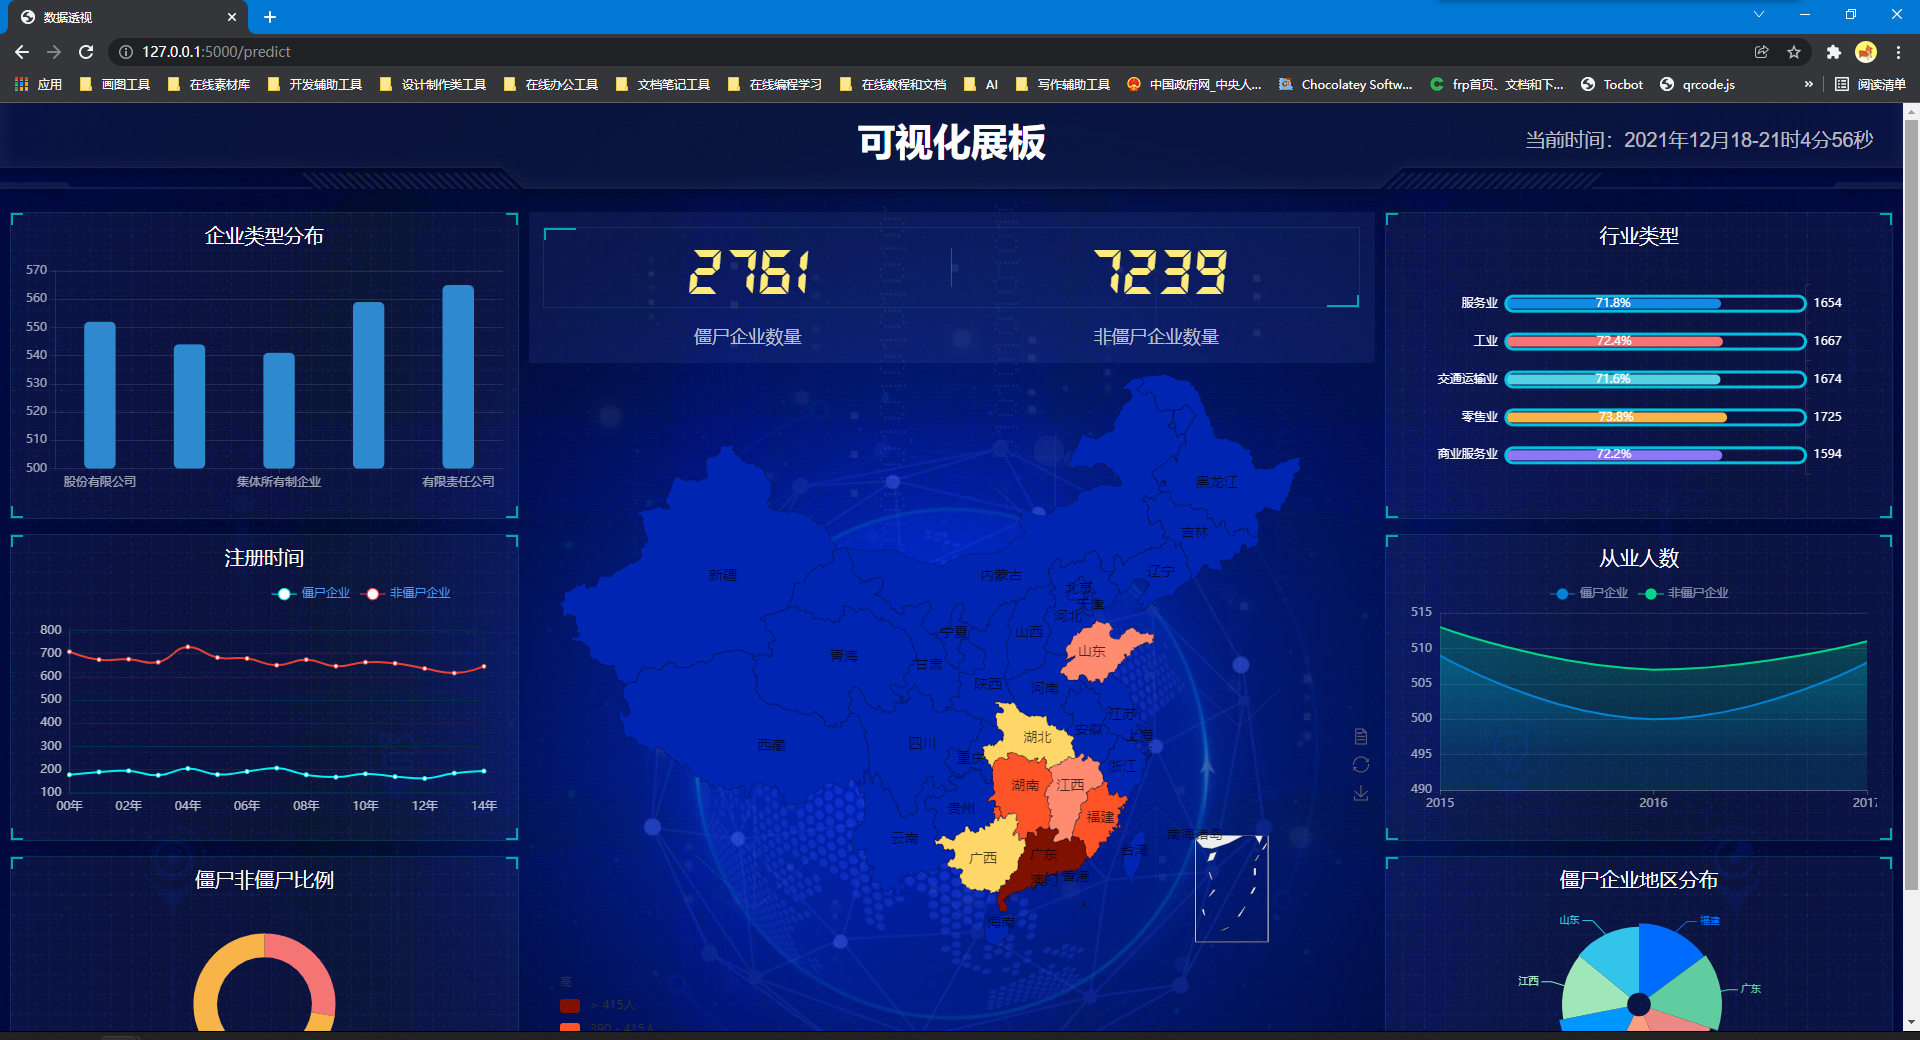 数据透视
127.0.0.1:5000/predict
应用 画图工具 在线素材库 开发辅助工具 设计制作类工具 在线办公工具 文档笔记工具 在线编程学习 在线教程和文档 AI 写作辅助工具 中国政府网_中央人... Chocolatey Softw... frp首页、文档和下... Tocbot qrcode.js » 阅读清单
可视化展板
当前时间：2021年12月18-21时4分56秒
企业类型分布
570
560
550
540
530
520
510
500
股份有限公司 集体所有制企业 有限责任公司
注册时间
僵尸企业 非僵尸企业
800
700
600
500
400
300
200
100
00年 02年 04年 06年 08年 10年 12年 14年
僵尸非僵尸比例
2761 7239
僵尸企业数量 非僵尸企业数量
黑龙江
吉林
辽宁
新疆
内蒙古
北京
天津
河北
宁夏
山西
山东
青海
甘肃
陕西
河南
江苏
安徽
上海
湖北
四川
西藏
重庆
浙江
湖南
江西
贵州
福建
云南
南海诸岛
台湾
广西
广东
澳门
香港
海南
高
> 415人
390 - 415人
行业类型
服务业 71.8% 1654
工业 72.4% 1667
交通运输业 71.6% 1674
零售业 73.8% 1725
商业服务业 72.2% 1594
从业人数
僵尸企业 非僵尸企业
515
510
505
500
495
490
2015 2016 2017
僵尸企业地区分布
山东 福建
江西 广东